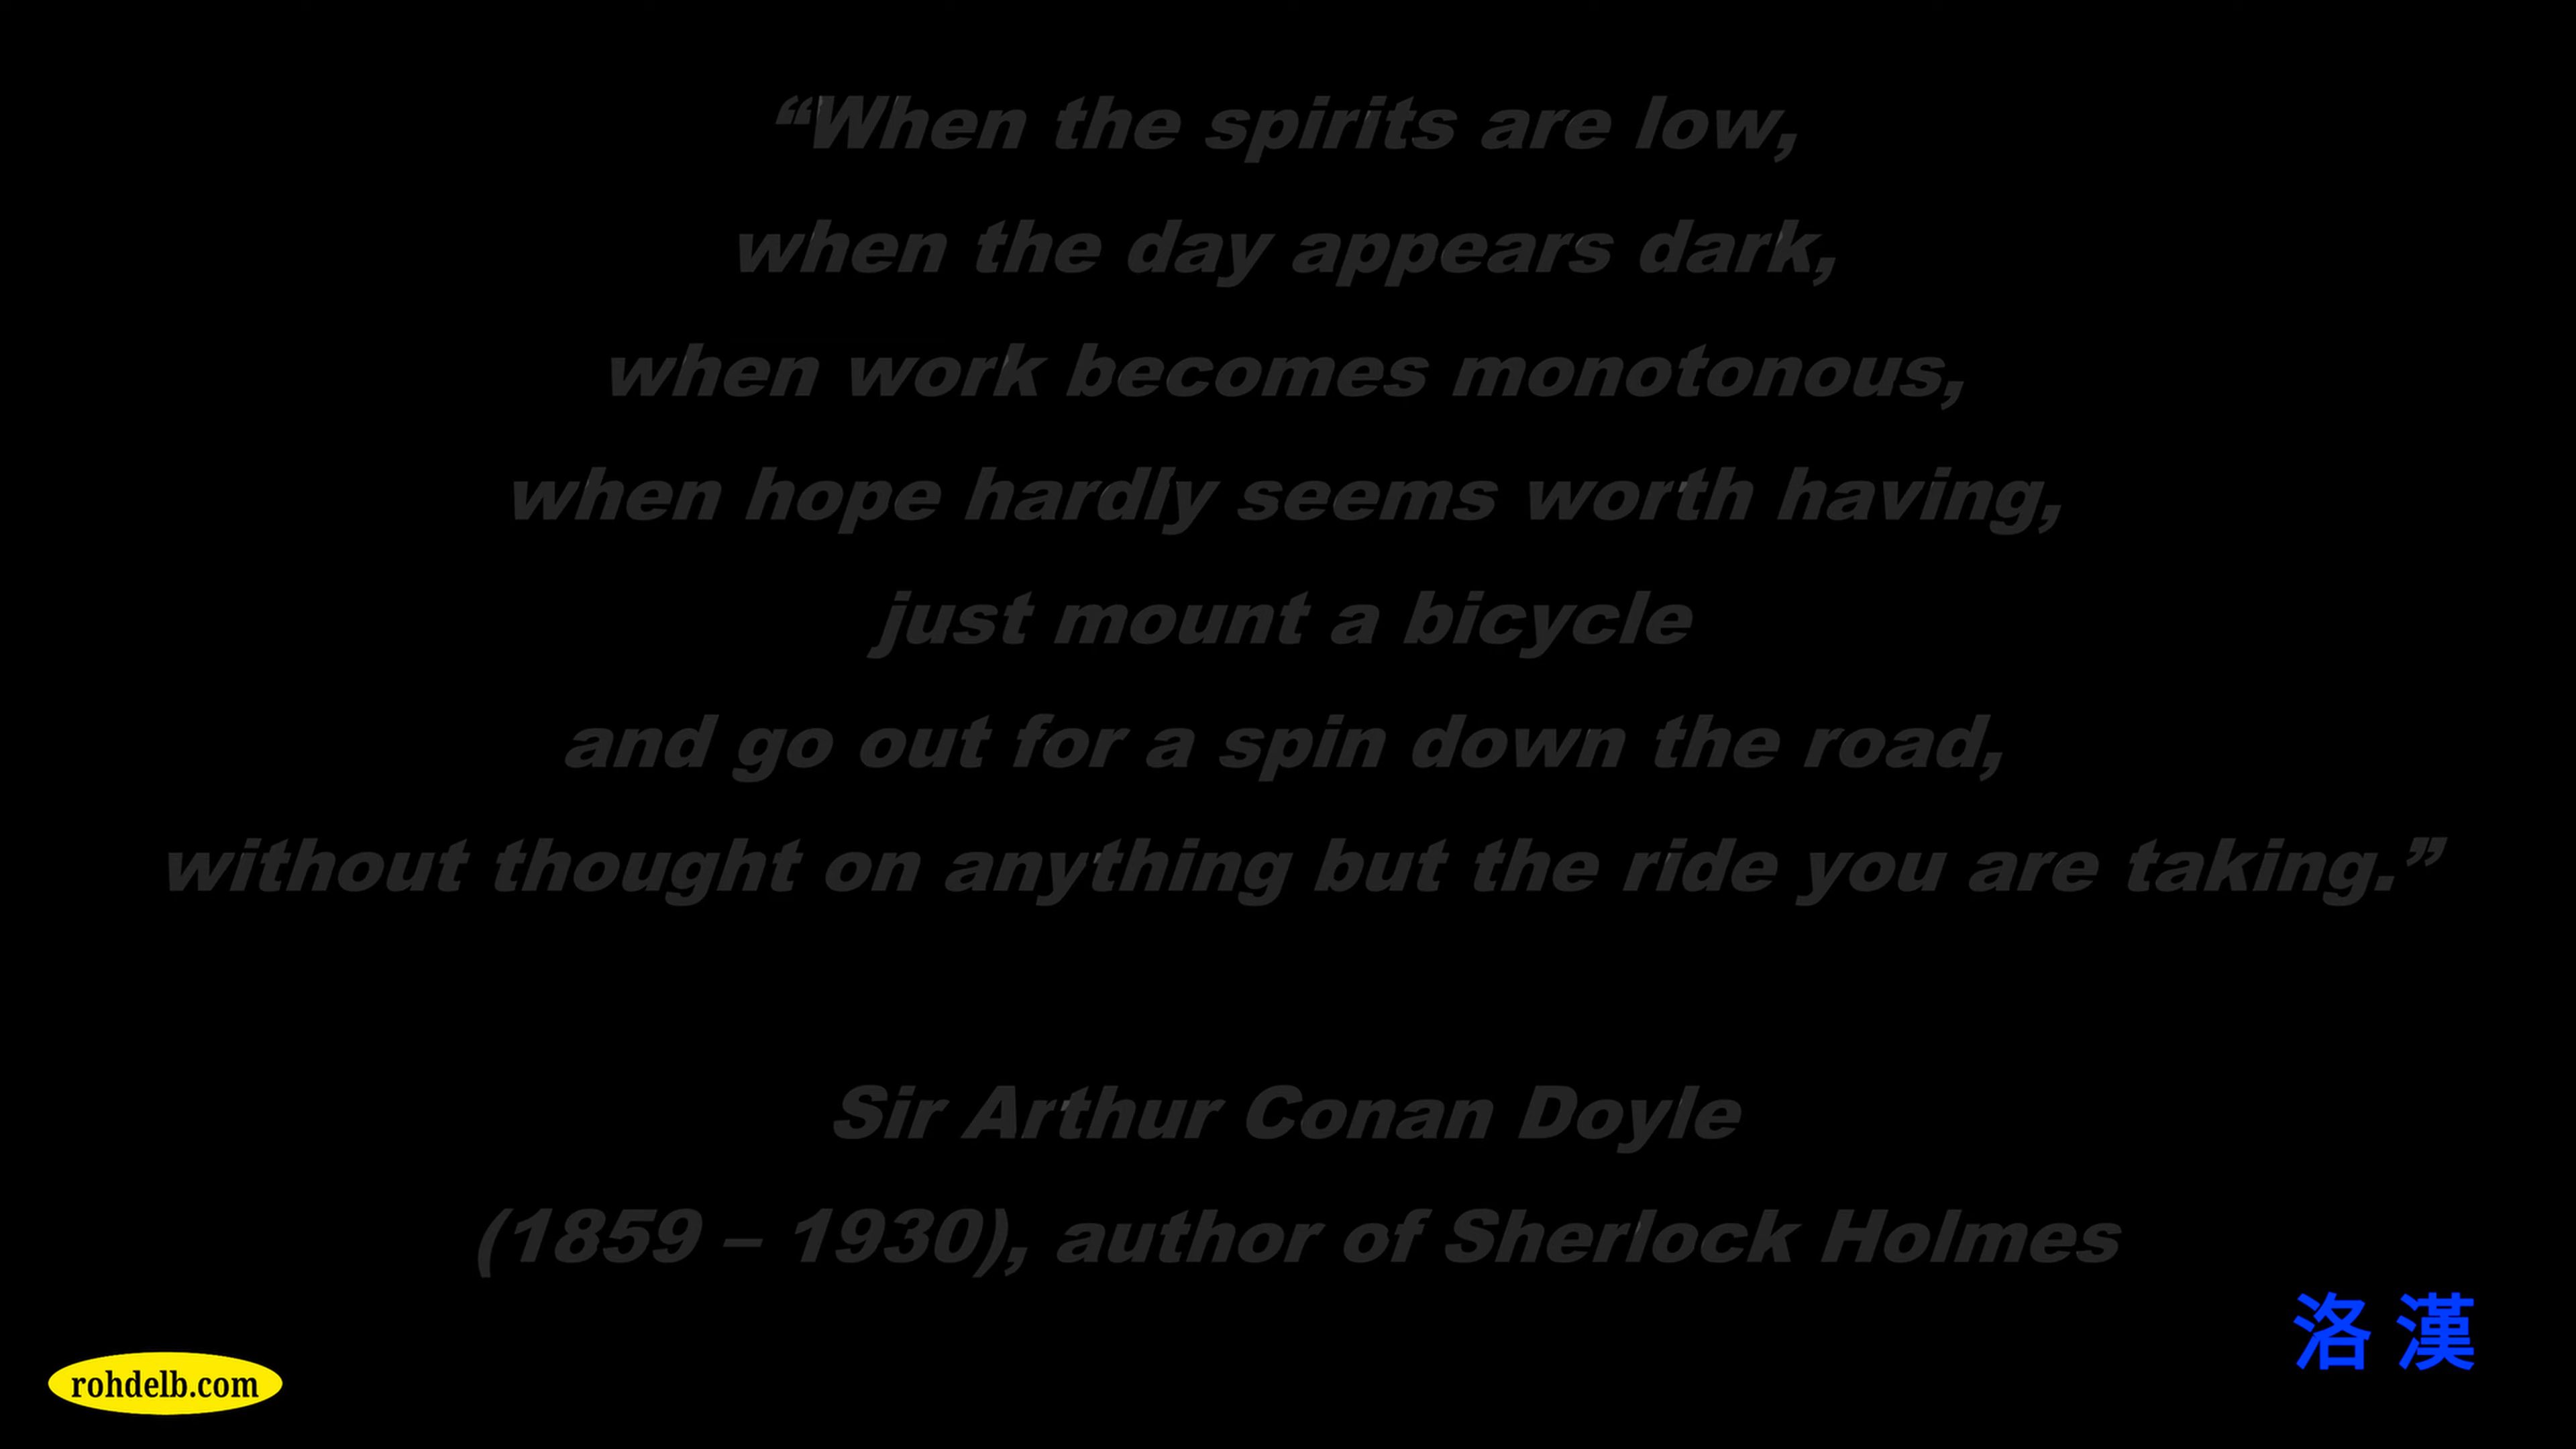 “When the spirits are low,
when the day appears dark,
when work becomes monotonous,
when hope hardly seems worth having,
just mount a bicycle
and go out for a spin down the road,
without thought on anything but the ride you are taking.”
Sir Arthur Conan Doyle
(1859 – 1930), author of Sherlock Holmes
洛漢
rohdelb.com